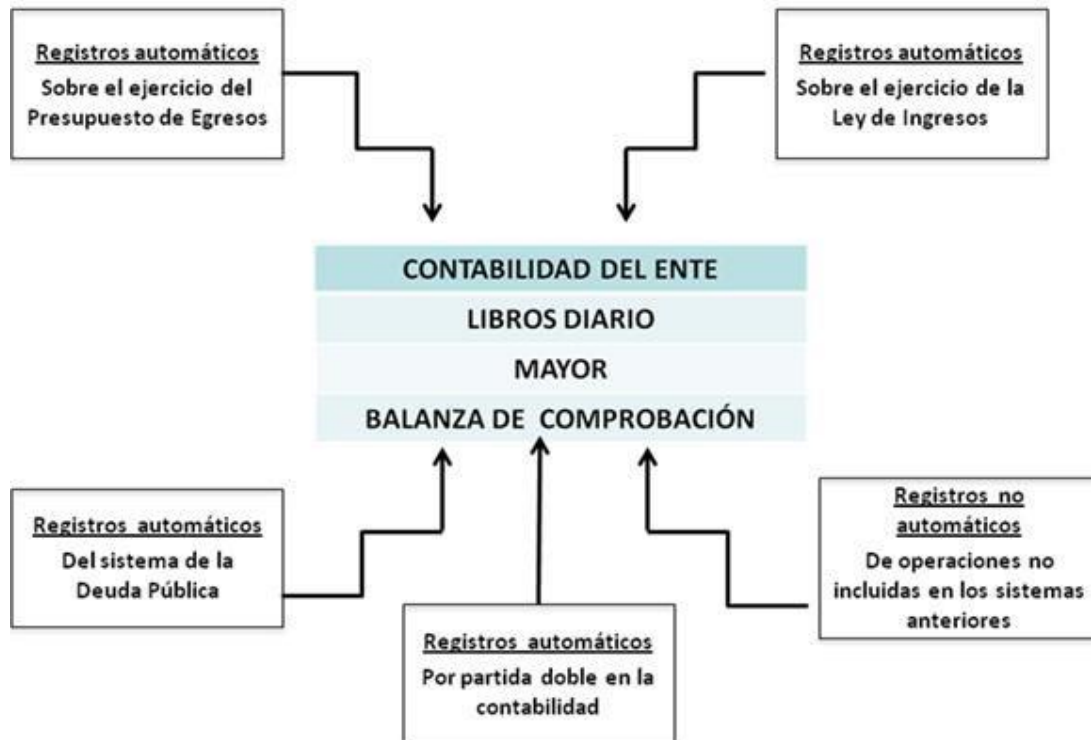 Registros automáticos
Sobre el ejercicio del
Presupuesto de Egresos
Registros automáticos
Sobre el ejercicio de la
Ley de Ingresos
CONTABILIDAD DEL ENTE
LIBROS DIARIO
MAYOR
BALANZA DE COMPROBACIÓN
Registros automáticos
Del sistema de la
Deuda Pública
Registros automáticos
Por partida doble en la
contabilidad
Registros no
automáticos
De operaciones no
incluidas en los sistemas
anteriores